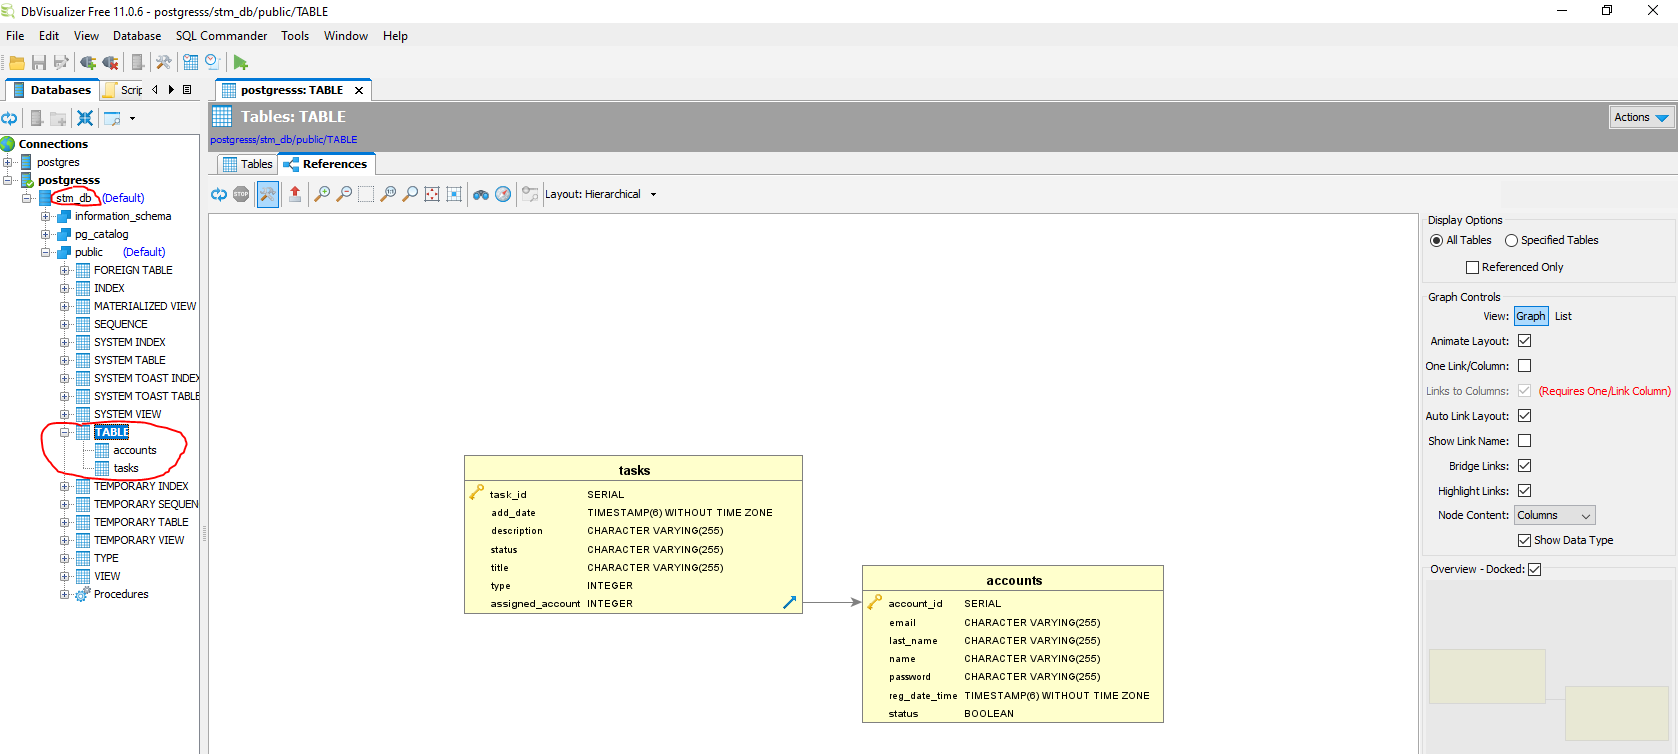 DbVisualizer Free 11.0.6 - postgresss/stm_db/public/TABLE
File Edit View Database SQL Commander Tools Window Help
Databases Scrip
postgresss: TABLE
Tables: TABLE
Actions
postgresss/stm_db/public/TABLE
Tables References
STOP
1:1
Layout: Hierarchical
Connections
postgres
postgresss
stm_db (Default)
information_schema
pg_catalog
public (Default)
FOREIGN TABLE
INDEX
MATERIALIZED VIEW
SEQUENCE
SYSTEM INDEX
SYSTEM TABLE
SYSTEM TOAST INDEX
SYSTEM TOAST TABLE
SYSTEM VIEW
TABLE
accounts
tasks
TEMPORARY INDEX
TEMPORARY SEQUEN
TEMPORARY TABLE
TEMPORARY VIEW
TYPE
VIEW
Procedures
tasks
task_id SERIAL
add_date TIMESTAMP(6) WITHOUT TIME ZONE
description CHARACTER VARYING(255)
status CHARACTER VARYING(255)
title CHARACTER VARYING(255)
type INTEGER
assigned_account INTEGER
accounts
account_id SERIAL
email CHARACTER VARYING(255)
last_name CHARACTER VARYING(255)
name CHARACTER VARYING(255)
password CHARACTER VARYING(255)
reg_date_time TIMESTAMP(6) WITHOUT TIME ZONE
status BOOLEAN
Display Options
All Tables Specified Tables
Referenced Only
Graph Controls
View: Graph List
Animate Layout:
One Link/Column:
Links to Columns: (Requires One/Link Column)
Auto Link Layout:
Show Link Name:
Bridge Links:
Highlight Links:
Node Content: Columns
Show Data Type
Overview - Docked: